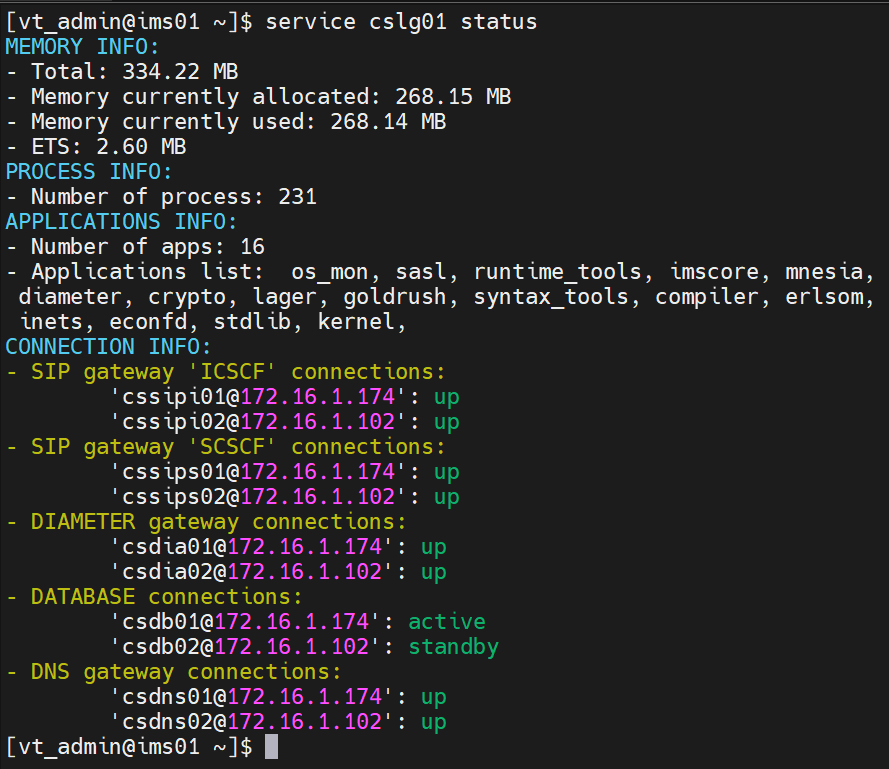 [vt_admin@ims01 ~]$ service cslg01 status
MEMORY INFO:
- Total: 334.22 MB
- Memory currently allocated: 268.15 MB
- Memory currently used: 268.14 MB
- ETS: 2.60 MB
PROCESS INFO:
- Number of process: 231
APPLICATIONS INFO:
- Number of apps: 16
- Applications list:  os_mon, sasl, runtime_tools, imscore, mnesia,
 diameter, crypto, lager, goldrush, syntax_tools, compiler, erlsom,
 inets, econfd, stdlib, kernel,
CONNECTION INFO:
- SIP gateway 'ICSCF' connections:
        'cssipi01@172.16.1.174': up
        'cssipi02@172.16.1.102': up
- SIP gateway 'SCSCF' connections:
        'cssips01@172.16.1.174': up
        'cssips02@172.16.1.102': up
- DIAMETER gateway connections:
        'csdia01@172.16.1.174': up
        'csdia02@172.16.1.102': up
- DATABASE connections:
        'csdb01@172.16.1.174': active
        'csdb02@172.16.1.102': standby
- DNS gateway connections:
        'csdns01@172.16.1.174': up
        'csdns02@172.16.1.102': up
[vt_admin@ims01 ~]$